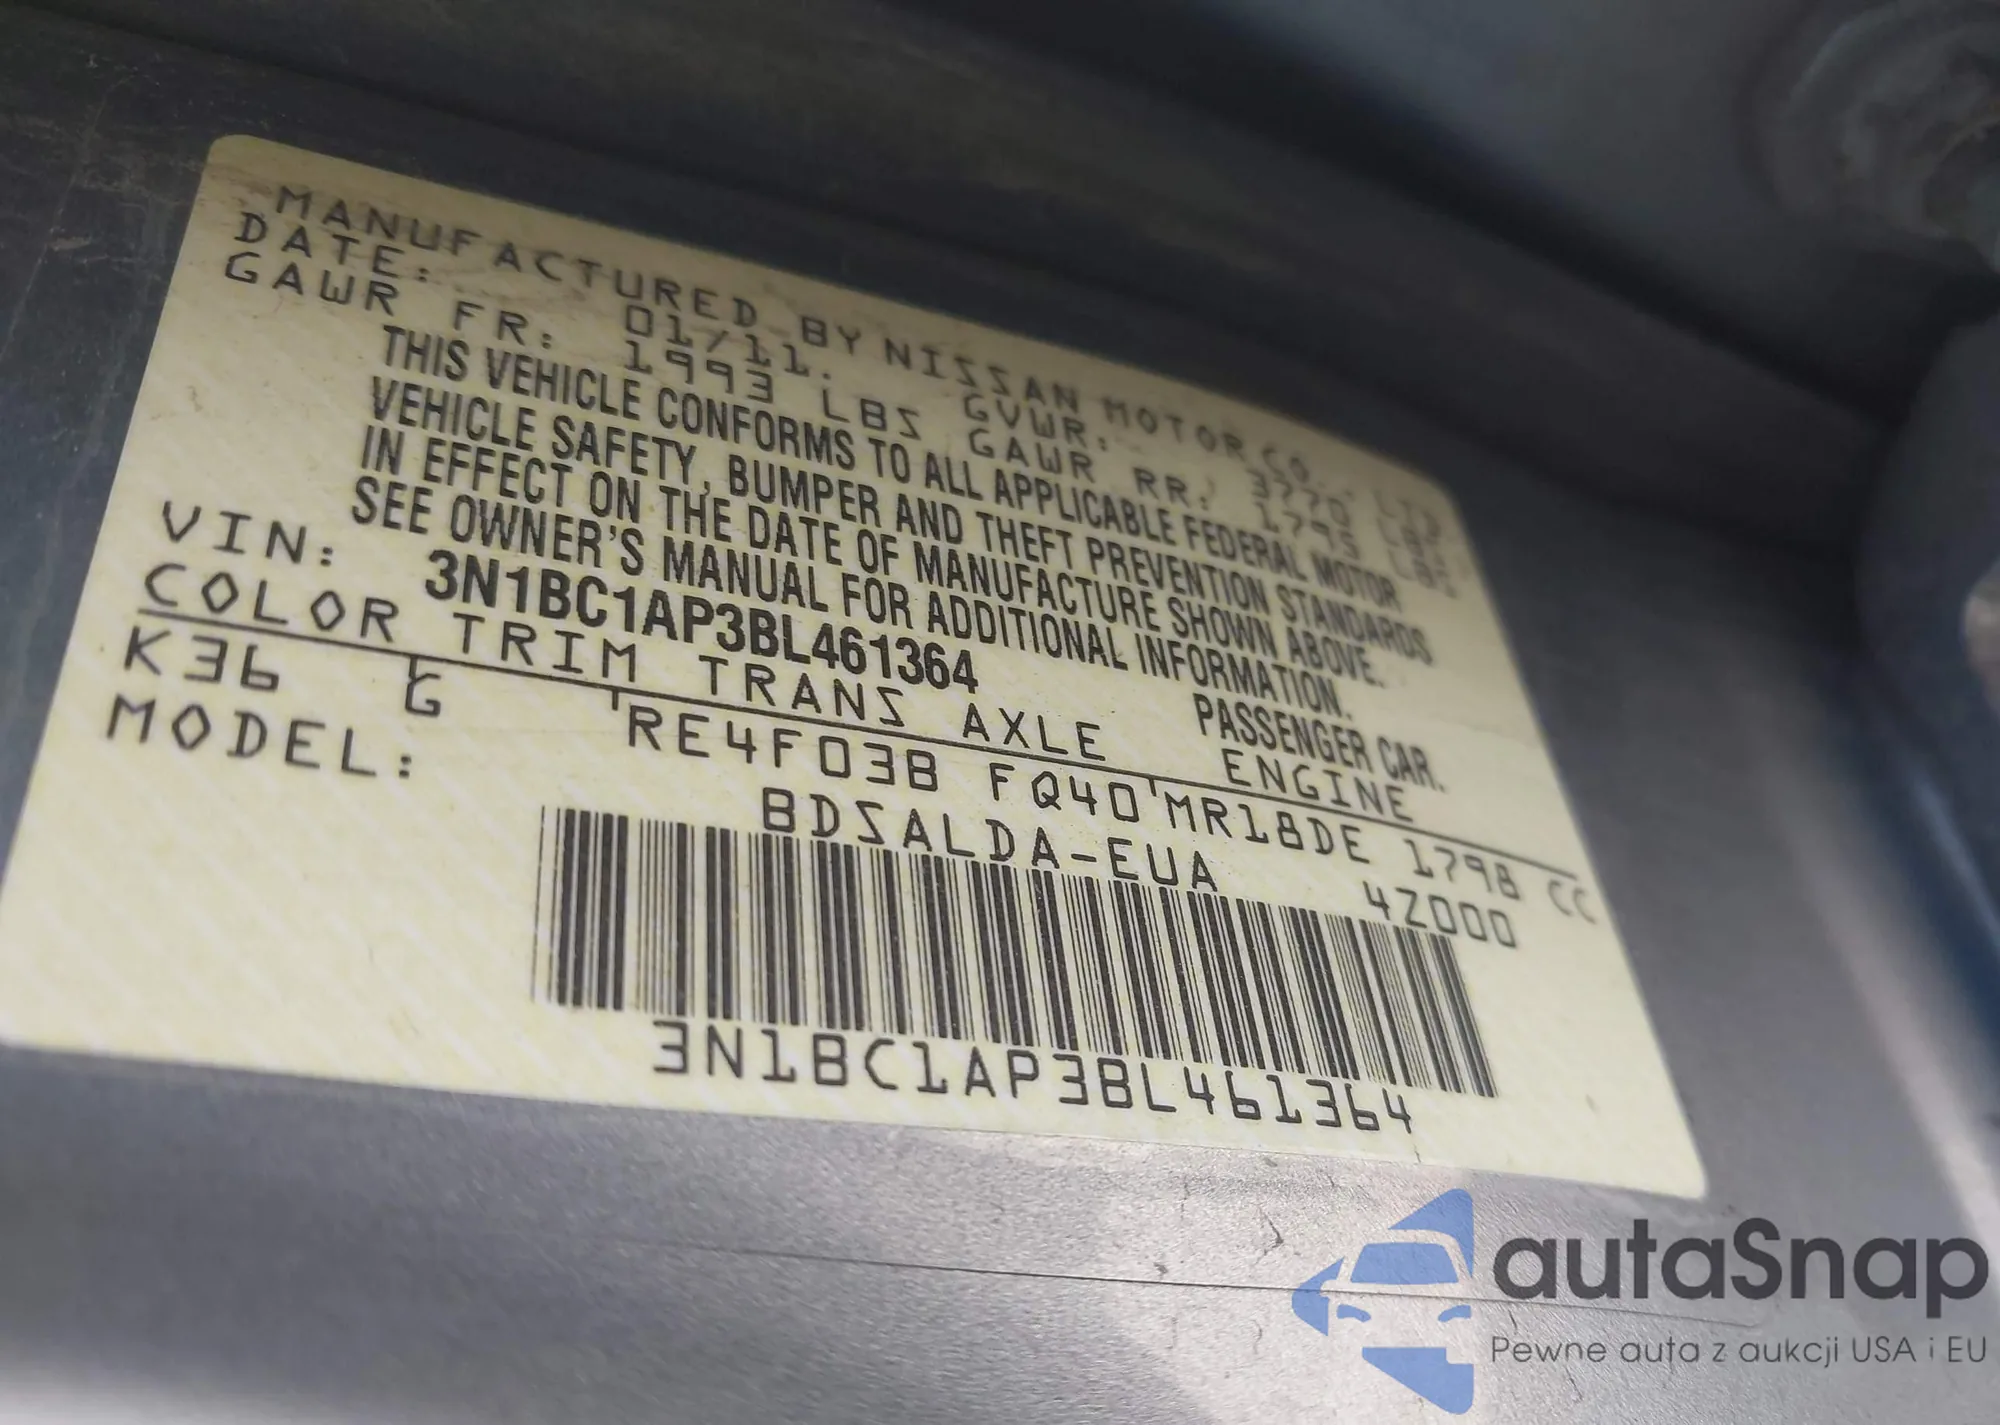 MANUFACTURED BY NISSAN MOTOR CO., LTD.
DATE: 01/11. GVWR: 3770 LBS
GAWR FR: 1993 LBS GAWR RR: 1795 LBS.
THIS VEHICLE CONFORMS TO ALL APPLICABLE FEDERAL MOTOR
VEHICLE SAFETY, BUMPER AND THEFT PREVENTION STANDARDS
IN EFFECT ON THE DATE OF MANUFACTURE SHOWN ABOVE.
SEE OWNER'S MANUAL FOR ADDITIONAL INFORMATION.
VIN: 3N1BC1AP3BL461364 PASSENGER CAR.
COLOR TRIM TRANS AXLE ENGINE
K36 G RE4F03B FQ40 MR18DE 1798 CC
MODEL: BDSALDA-EUA 4Z000
3N1BC1AP3BL461364
autaSnap
Pewne auta z aukcji USA i EU